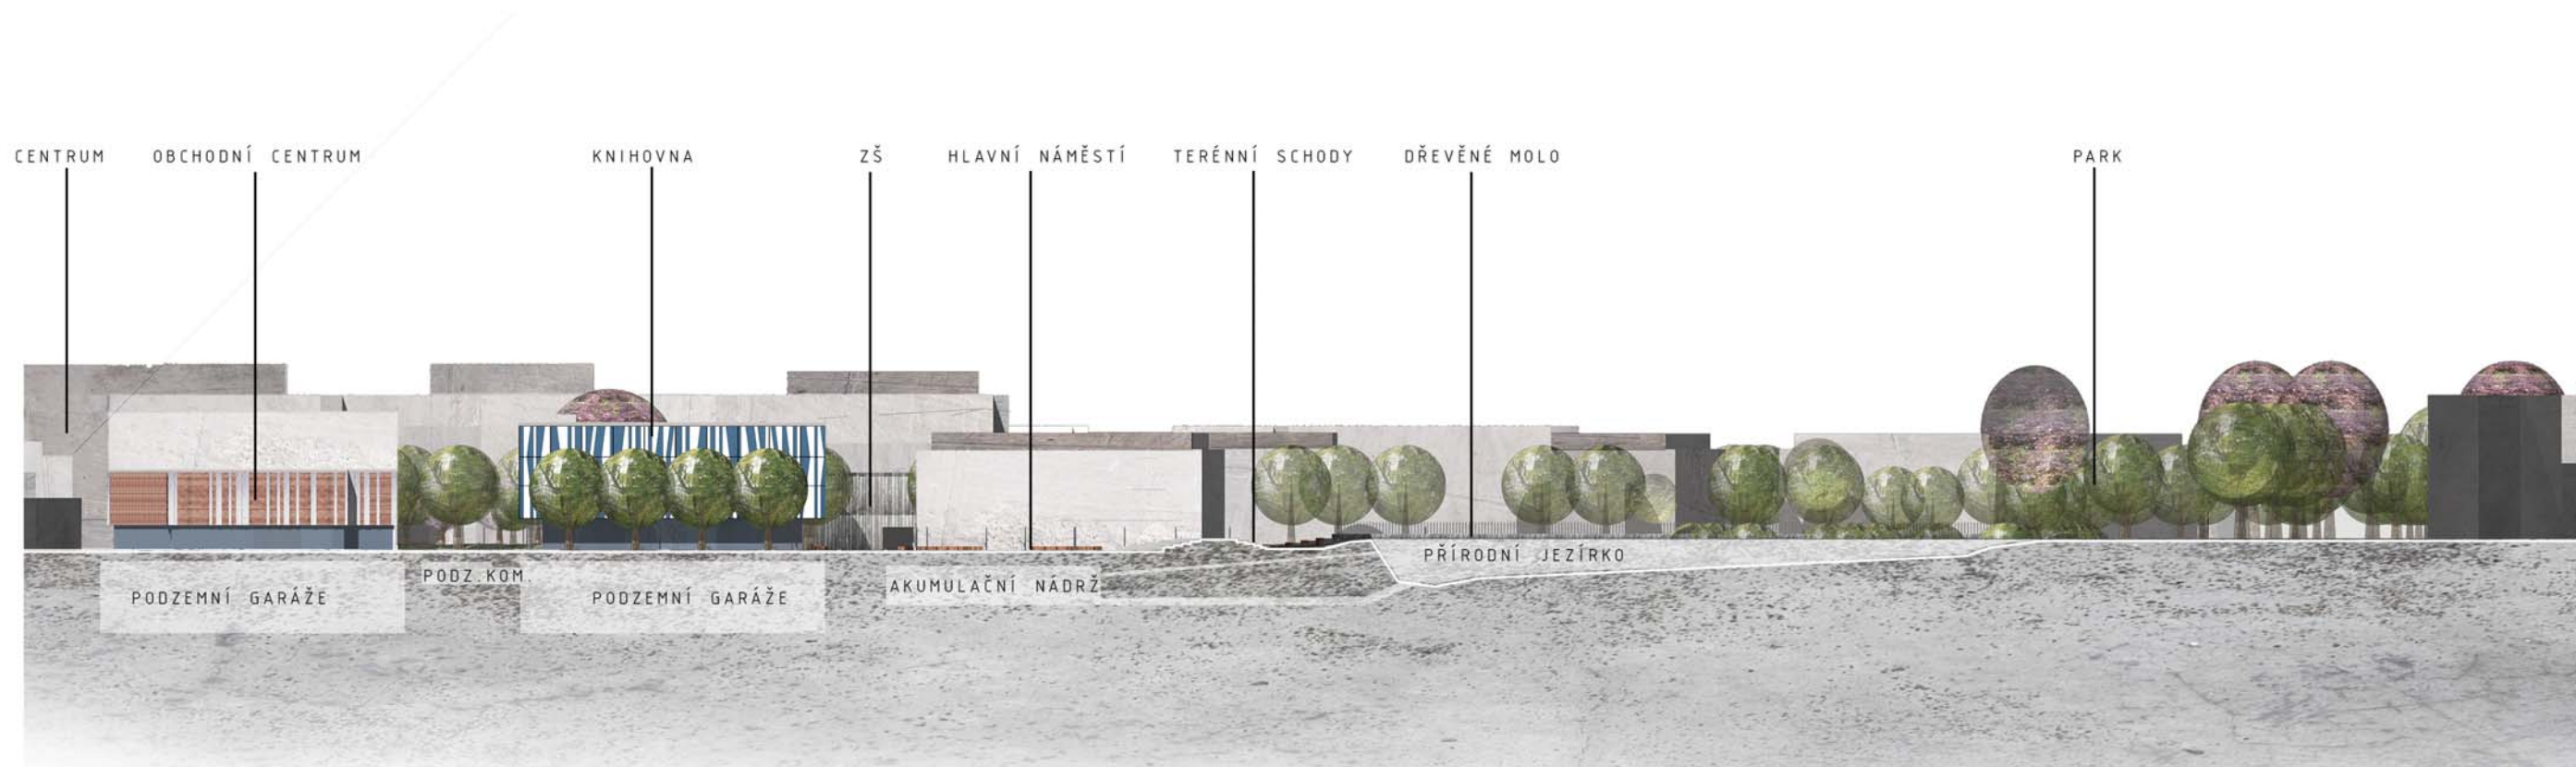 CENTRUM
OBCHODNÍ CENTRUM
KNIHOVNA
ZŠ
HLAVNÍ NÁMĚSTÍ
TERÉNNÍ SCHODY
DŘEVĚNÉ MOLO
PARK
PŘÍRODNÍ JEZÍRKO
PODZ.KOM.
AKUMULAČNÍ NÁDRŽ
PODZEMNÍ GARÁŽE
PODZEMNÍ GARÁŽE